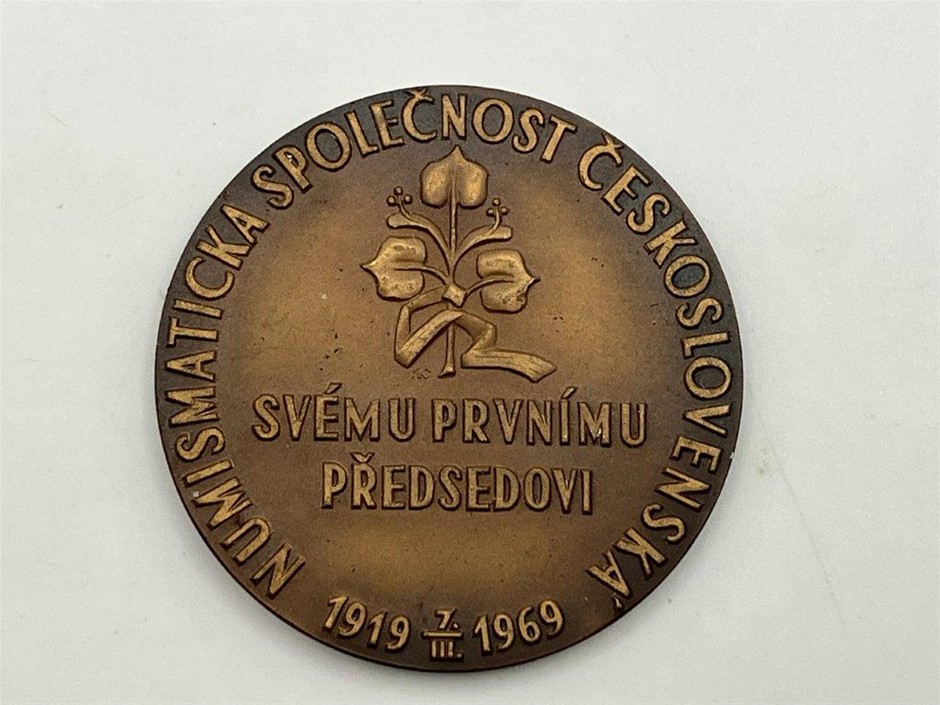 NUMISMATICKÁ SPOLEČNOST ČESKOSLOVENSKÁ
SVÉMU PRVNÍMU
PŘEDSEDOVI
1919 7. III. 1969